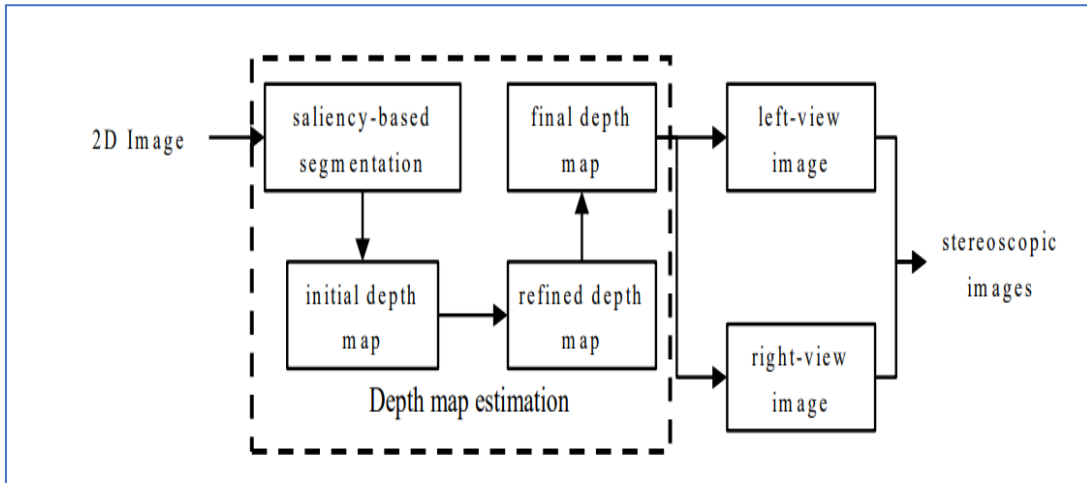 2D Image
saliency-based
segmentation
initial depth
map
refined depth
map
final depth
map
Depth map estimation
left-view
image
right-view
image
stereoscopic
images